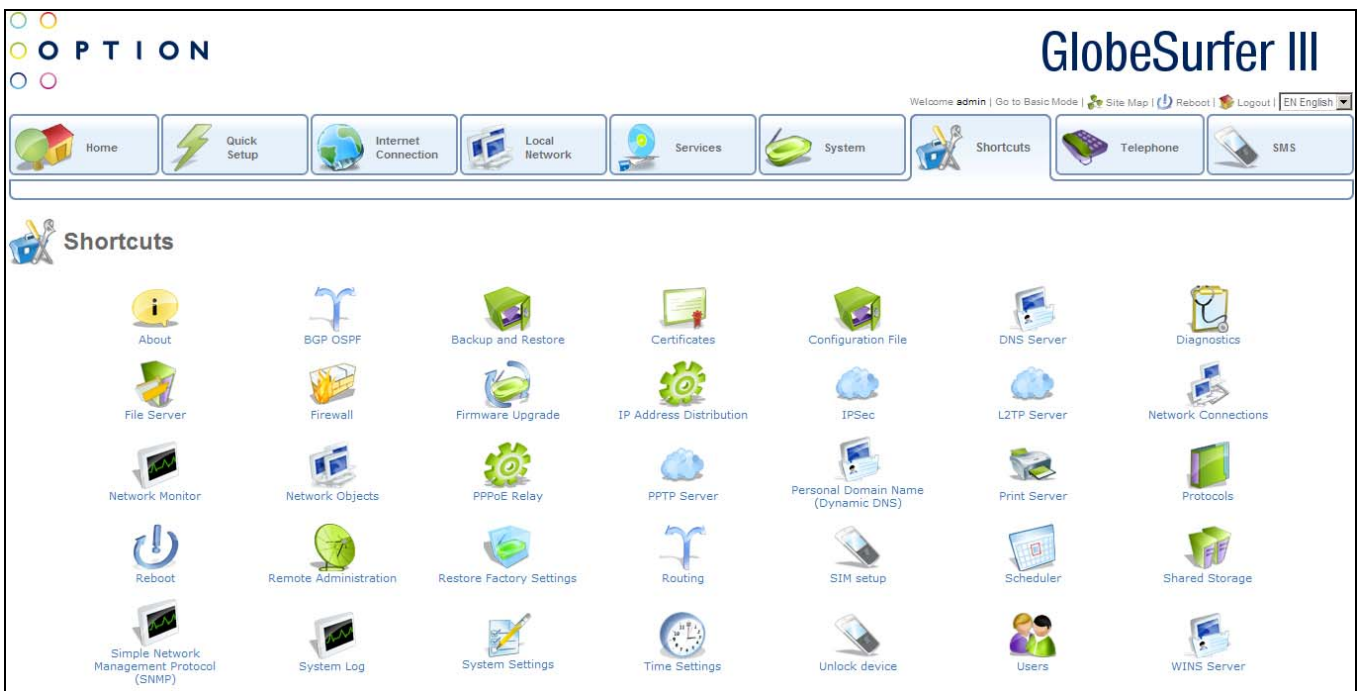 OPTION
GlobeSurfer III
Welcome admin | Go to Basic Mode | Site Map | Reboot | Logout | EN English
Home
Quick
Setup
Internet
Connection
Local
Network
Services
System
Shortcuts
Telephone
SMS
Shortcuts
About
BGP OSPF
Backup and Restore
Certificates
Configuration File
DNS Server
Diagnostics
File Server
Firewall
Firmware Upgrade
IP Address Distribution
IPSec
L2TP Server
Network Connections
Network Monitor
Network Objects
PPPoE Relay
PPTP Server
Personal Domain Name
(Dynamic DNS)
Print Server
Protocols
Reboot
Remote Administration
Restore Factory Settings
Routing
SIM setup
Scheduler
Shared Storage
Simple Network
Management Protocol
(SNMP)
System Log
System Settings
Time Settings
Unlock device
Users
WINS Server